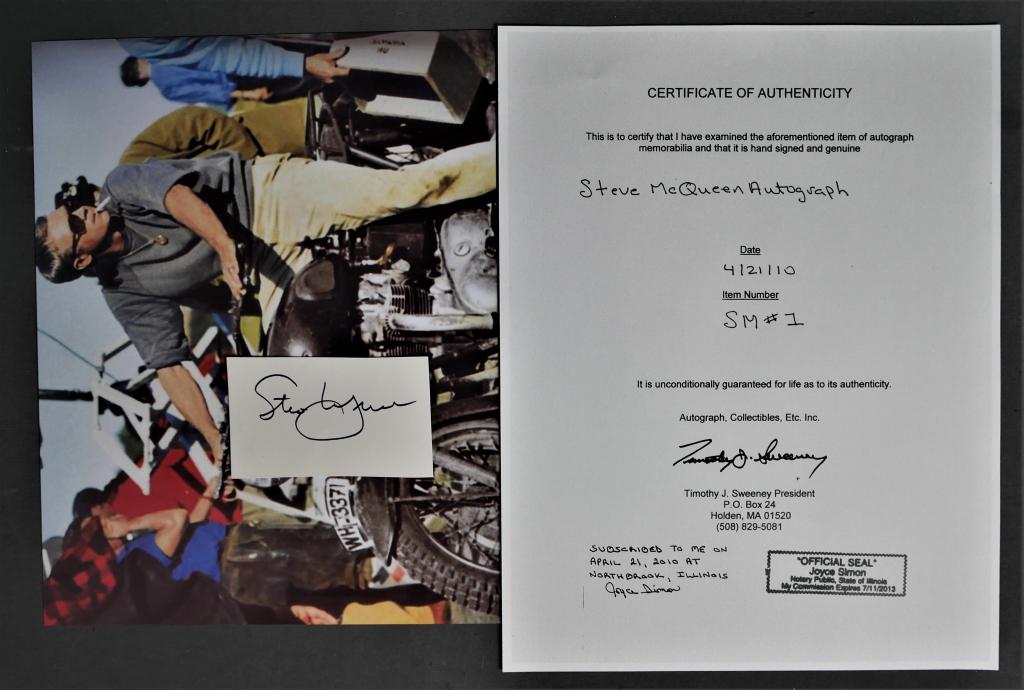 CERTIFICATE OF AUTHENTICITY
This is to certify that I have examined the aforementioned item of autograph
memorabilia and that it is hand signed and genuine
Steve McQueen Autograph
Date
4/21/10
Item Number
SM#1
It is unconditionally guaranteed for life as to its authenticity.
Autograph, Collectibles, Etc. Inc.
Timothy J. Sweeney
Timothy J. Sweeney President
P.O. Box 24
Holden, MA 01520
(508) 829-5081
SUBSCRIBED TO ME ON
APRIL 21, 2010 AT
NORTHBROOK, ILLINOIS
Joyce Simon
"OFFICIAL SEAL"
Joyce Simon
Notary Public, State of Illinois
My Commission Expires 7/11/2013
WH-3371